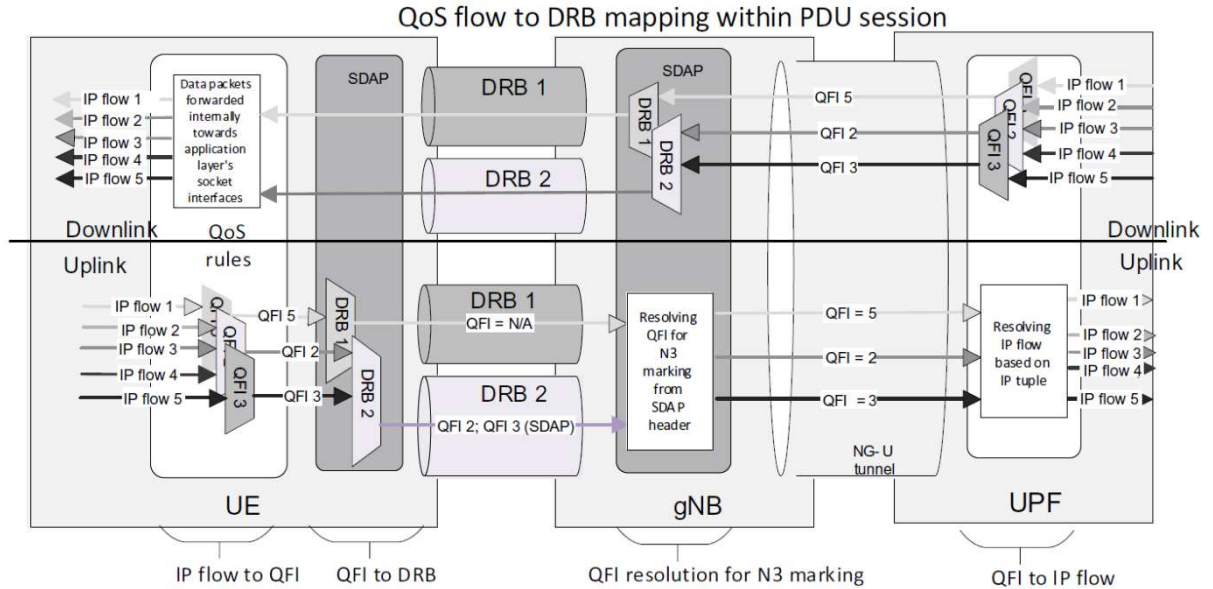 QoS flow to DRB mapping within PDU session
SDAP
Data packets
forwarded
internally
towards
application
layer's
socket
interfaces
IP flow 1
IP flow 2
IP flow 3
IP flow 4
IP flow 5
DRB 1
DRB 2
SDAP
DRB 1
DRB 2
QFI 5
QFI 2
QFI 3
QFI
QFI 2
QFI 3
IP flow 1
IP flow 2
IP flow 3
IP flow 4
IP flow 5
Downlink
QoS
rules
Downlink
Uplink
Uplink
IP flow 1
IP flow 2
IP flow 3
IP flow 4
IP flow 5
QFI 3
QFI 5
QFI 2
QFI 3
DRB 1
DRB 2
DRB 1
QFI = N/A
DRB 2
QFI 2; QFI 3 (SDAP)
Resolving
QFI for
N3
marking
from
SDAP
header
QFI = 5
QFI = 2
QFI = 3
Resolving
IP flow
based on
IP tuple
IP flow 1
IP flow 2
IP flow 3
IP flow 4
IP flow 5
NG-U
tunnel
UE
gNB
UPF
IP flow to QFI
QFI to DRB
QFI resolution for N3 marking
QFI to IP flow